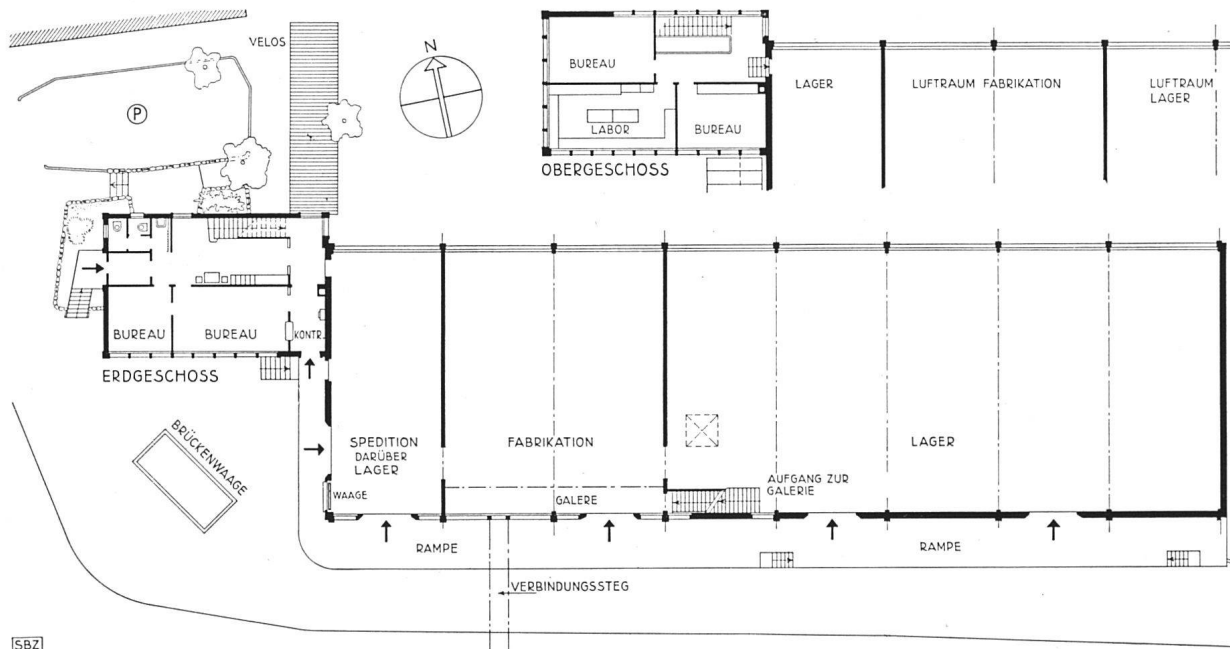 VELOS
N
P
BUREAU
LABOR
BUREAU
OBERGESCHOSS
LAGER
LUFTRAUM FABRIKATION
LUFTRAUM
LAGER
BUREAU
BUREAU
KONTR.
ERDGESCHOSS
BRÜCKENWAAGE
SPEDITION
DARÜBER
LAGER
WAAGE
FABRIKATION
GALERE
LAGER
AUFGANG ZUR
GALERIE
RAMPE
RAMPE
VERBINDUNGSSTEG
SBZ